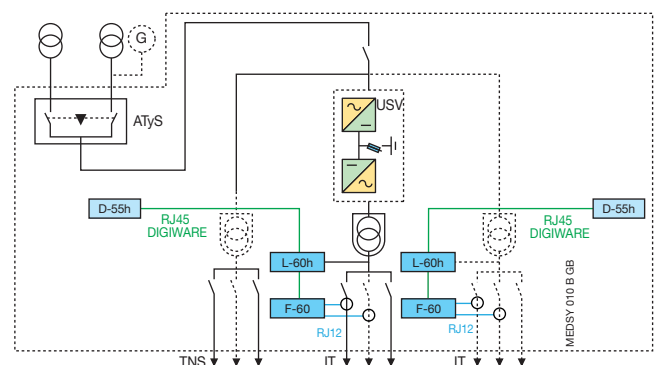 G
USV
ATyS
D-55h
D-55h
RJ45
DIGIWARE
RJ45
DIGIWARE
L-60h
L-60h
F-60
F-60
RJ12
RJ12
MEDSY 010 B GB
TNS
IT
IT